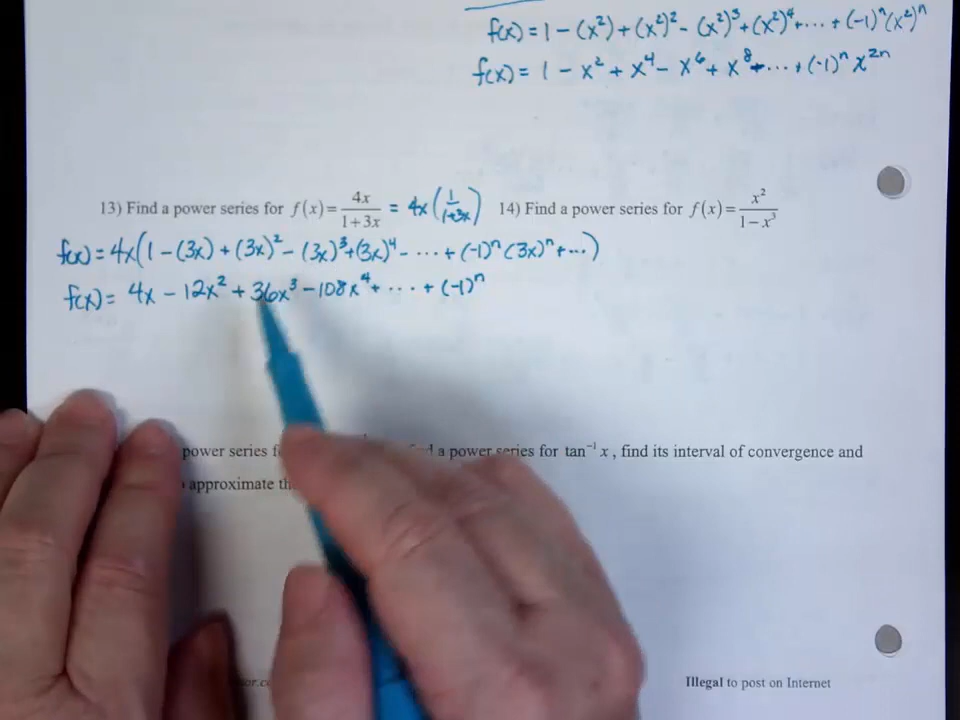 f(x) = 1 - (x²) + (x²)² - (x²)³ + (x²)⁴ + ⋯ + (-1)ⁿ (x²)ⁿ
f(x) = 1 - x² + x⁴ - x⁶ + x⁸ + ⋯ + (-1)ⁿ x²ⁿ
13) Find a power series for f(x) = 4x/(1+3x) = 4x(1/(1+3x))
14) Find a power series for f(x) = x²/(1-x³)
f(x) = 4x(1 - (3x) + (3x)² - (3x)³ + (3x)⁴ - ⋯ + (-1)ⁿ (3x)ⁿ + ⋯)
f(x) = 4x - 12x² + 36x³ - 108x⁴ + ⋯ + (-1)ⁿ
power series a power series for tan⁻¹ x, find its interval of convergence and
approximate
Illegal to post on Internet